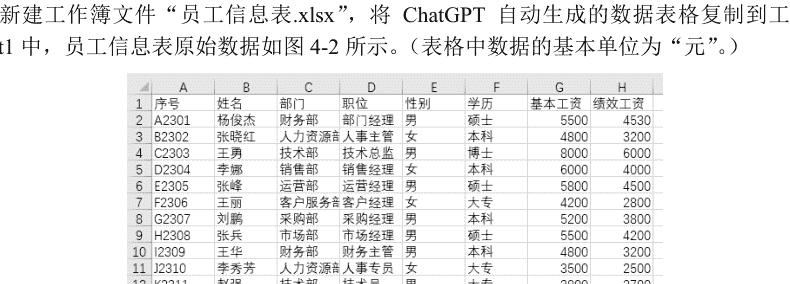 新建工作簿文件“员工信息表.xlsx”，将 ChatGPT 自动生成的数据表格复制到工
t1 中，员工信息表原始数据如图 4-2 所示。（表格中数据的基本单位为“元”。）
A B C D E F G H
1 序号 姓名 部门 职位 性别 学历 基本工资 绩效工资
2 A2301 杨俊杰 财务部 部门经理 男 硕士 5500 4530
3 B2302 张晓红 人力资源部 人事主管 女 本科 4800 3200
4 C2303 王勇 技术部 技术总监 男 博士 8000 6000
5 D2304 李娜 销售部 销售经理 女 本科 6000 4000
6 E2305 张峰 运营部 运营经理 男 硕士 5800 4500
7 F2306 王丽 客户服务部 客户经理 女 大专 4200 2800
8 G2307 刘鹏 采购部 采购经理 男 本科 5200 3800
9 H2308 张兵 市场部 市场经理 男 硕士 5500 4200
10 I2309 王华 财务部 财务主管 男 本科 4800 3200
11 J2310 李秀芳 人力资源部 人事专员 女 大专 3500 2500